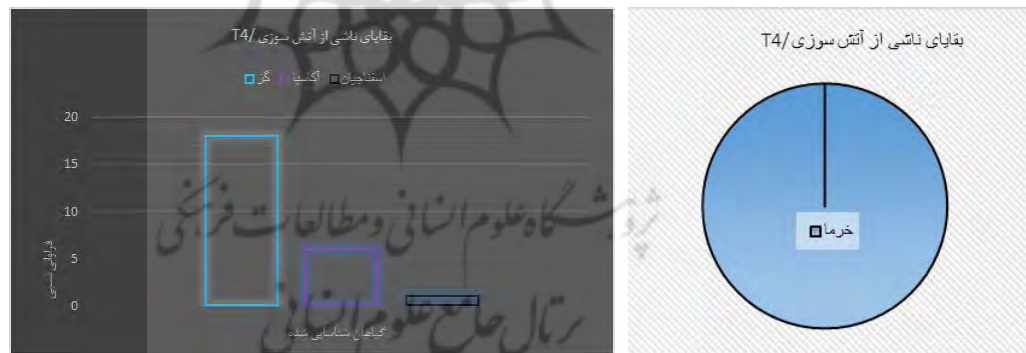 بقایای ناشی از آتش سوزی /T4
اسفناجیان آکاسیا گز
20
15
10
5
0
فراوانی نسبی
گیاهان شناسایی شده
بقایای ناشی از آتش سوزی /T4
خرما
پژوهشگاه علوم انسانی و مطالعات فرهنگی
پرتال جامع علوم انسانی